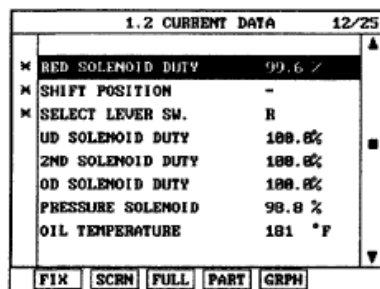 1.2 CURRENT DATA 12/25
* RED SOLENOID DUTY 99.6 %
* SHIFT POSITION -
* SELECT LEVER SW. R
UD SOLENOID DUTY 100.0%
2ND SOLENOID DUTY 100.0%
OD SOLENOID DUTY 100.0%
PRESSURE SOLENOID 98.8 %
OIL TEMPERATURE 181 °F
FIX SCRN FULL PART GRPH